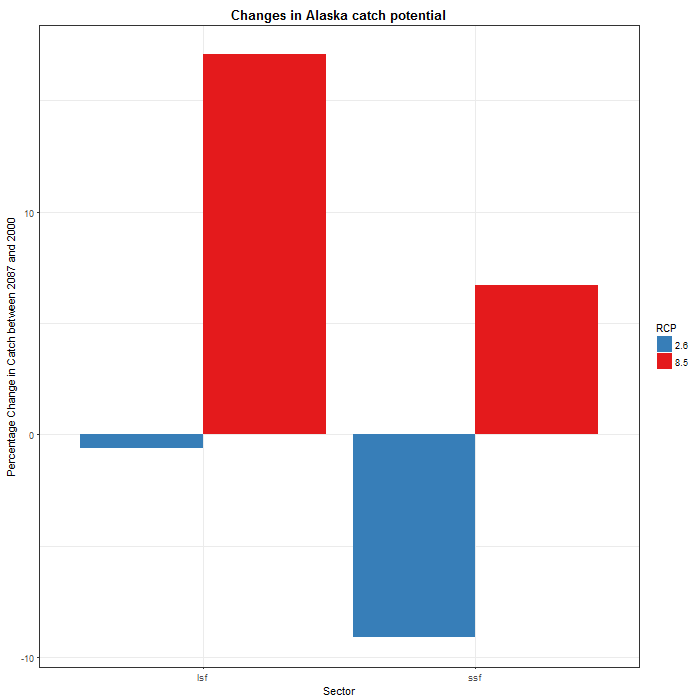 Changes in Alaska catch potential
Percentage Change in Catch between 2087 and 2000
10
0
-10
lsf
ssf
Sector
RCP
2.6
8.5